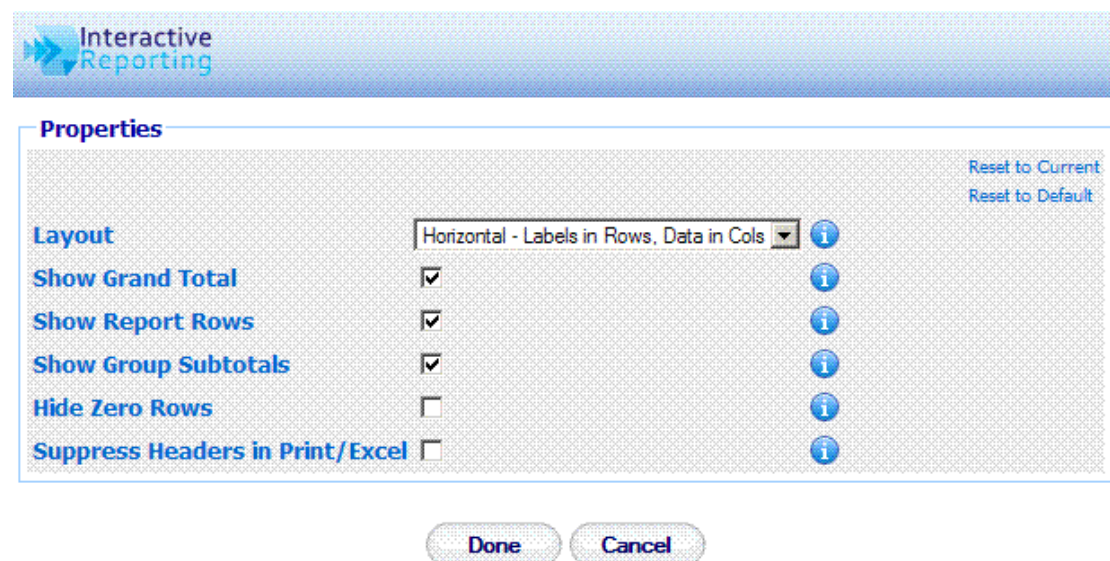 Interactive
Reporting
Properties
Reset to Current
Reset to Default
Layout Horizontal - Labels in Rows, Data in Cols
Show Grand Total
Show Report Rows
Show Group Subtotals
Hide Zero Rows
Suppress Headers in Print/Excel
Done Cancel